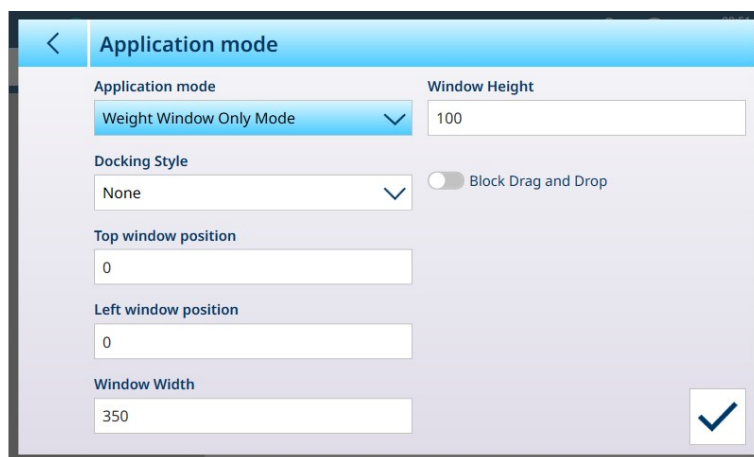 Application mode
Application mode
Weight Window Only Mode
Docking Style
None
Top window position
0
Left window position
0
Window Width
350
Window Height
100
Block Drag and Drop